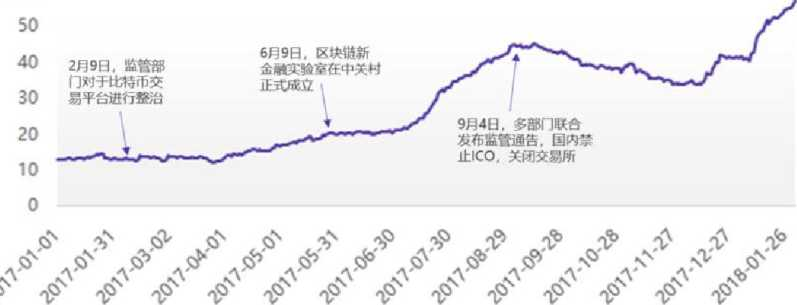 50
40
30
20
10
0
2月9日，监管部
门对于比特币交
易平台进行整治
6月9日，区块链新
金融实验室在中关村
正式成立
9月4日，多部门联合
发布监管通告，国内禁
止ICO，关闭交易所
2017-01-01
2017-01-31
2017-03-02
2017-04-01
2017-05-01
2017-05-31
2017-06-30
2017-07-30
2017-08-29
2017-09-28
2017-10-28
2017-11-27
2017-12-27
2018-01-26